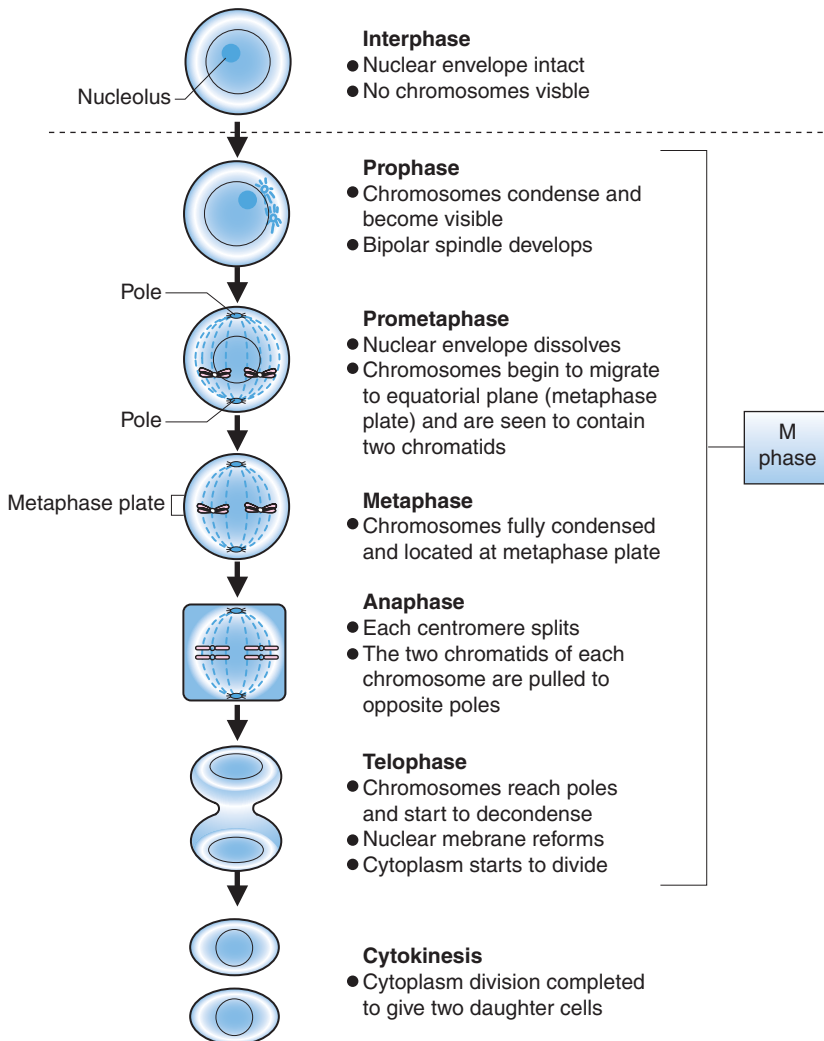 Interphase
● Nuclear envelope intact
● No chromosomes visble
Nucleolus
Prophase
● Chromosomes condense and
become visible
● Bipolar spindle develops
Pole
Prometaphase
● Nuclear envelope dissolves
● Chromosomes begin to migrate
to equatorial plane (metaphase
plate) and are seen to contain
two chromatids
Pole
M
phase
Metaphase plate
Metaphase
● Chromosomes fully condensed
and located at metaphase plate
Anaphase
● Each centromere splits
● The two chromatids of each
chromosome are pulled to
opposite poles
Telophase
● Chromosomes reach poles
and start to decondense
● Nuclear mebrane reforms
● Cytoplasm starts to divide
Cytokinesis
● Cytoplasm division completed
to give two daughter cells